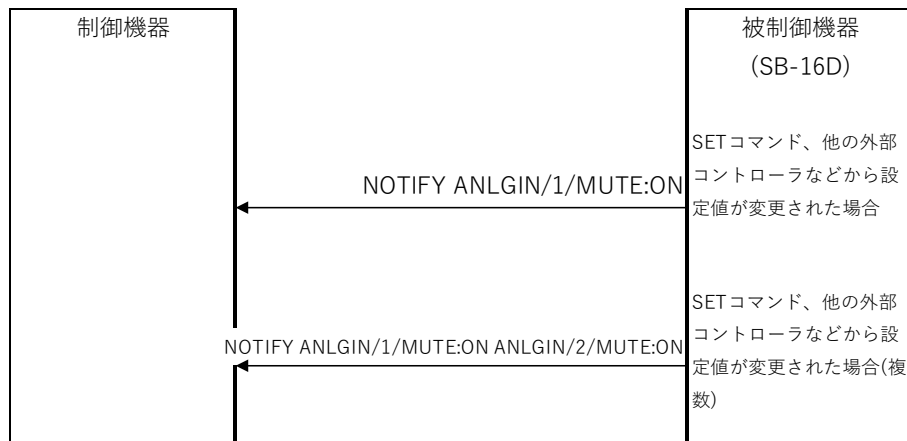 制御機器
被制御機器
(SB-16D)
SETコマンド、他の外部
コントローラなどから設
定値が変更された場合
NOTIFY ANLGIN/1/MUTE:ON
SETコマンド、他の外部
コントローラなどから設
定値が変更された場合(複
数)
NOTIFY ANLGIN/1/MUTE:ON ANLGIN/2/MUTE:ON